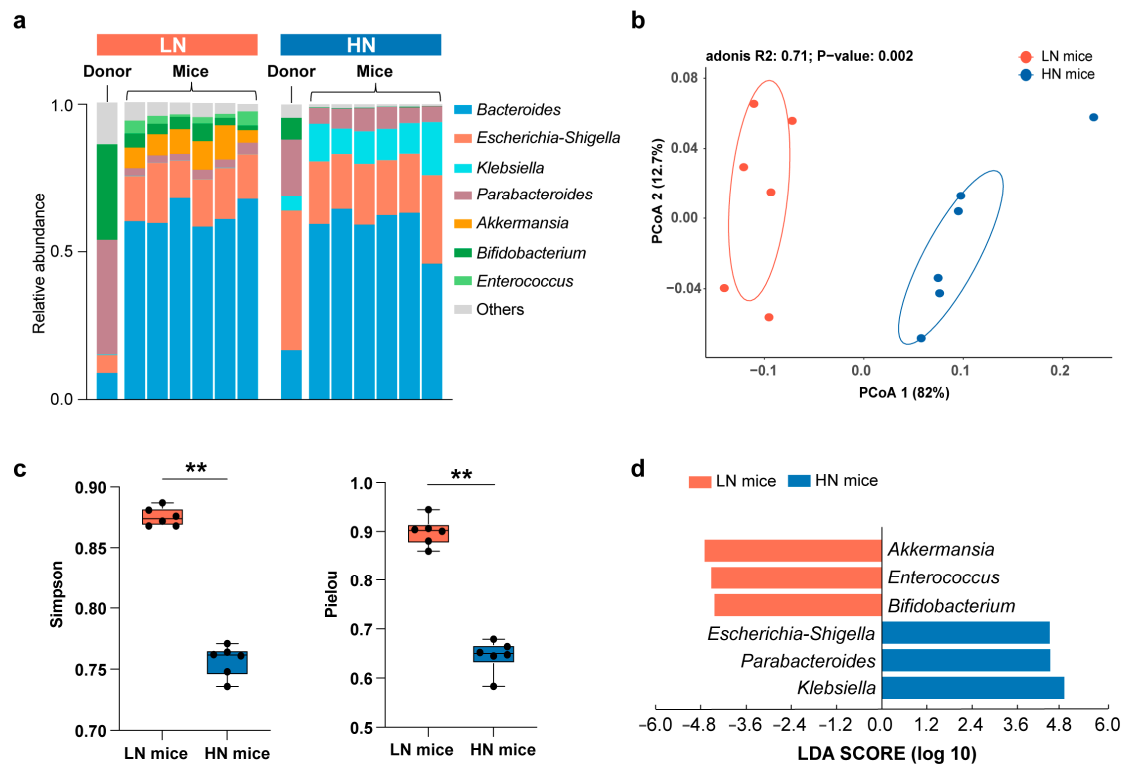 a
LN
HN
Donor
Mice
Donor
Mice
1.0
0.5
0.0
Relative abundance
Bacteroides
Escherichia-Shigella
Klebsiella
Parabacteroides
Akkermansia
Bifidobacterium
Enterococcus
Others
b
adonis R2: 0.71; P−value: 0.002
LN mice
HN mice
0.08
0.04
0.00
−0.04
PCoA 2 (12.7%)
−0.1
0.0
0.1
0.2
PCoA 1 (82%)
c
**
0.90
0.85
0.80
0.75
0.70
Simpson
LN mice
HN mice
**
1.0
0.9
0.8
0.7
0.6
0.5
Pielou
LN mice
HN mice
d
LN mice
HN mice
Akkermansia
Enterococcus
Bifidobacterium
Escherichia-Shigella
Parabacteroides
Klebsiella
−6.0 −4.8 −3.6 −2.4 −1.2 0.0 1.2 2.4 3.6 4.8 6.0
LDA SCORE (log 10)